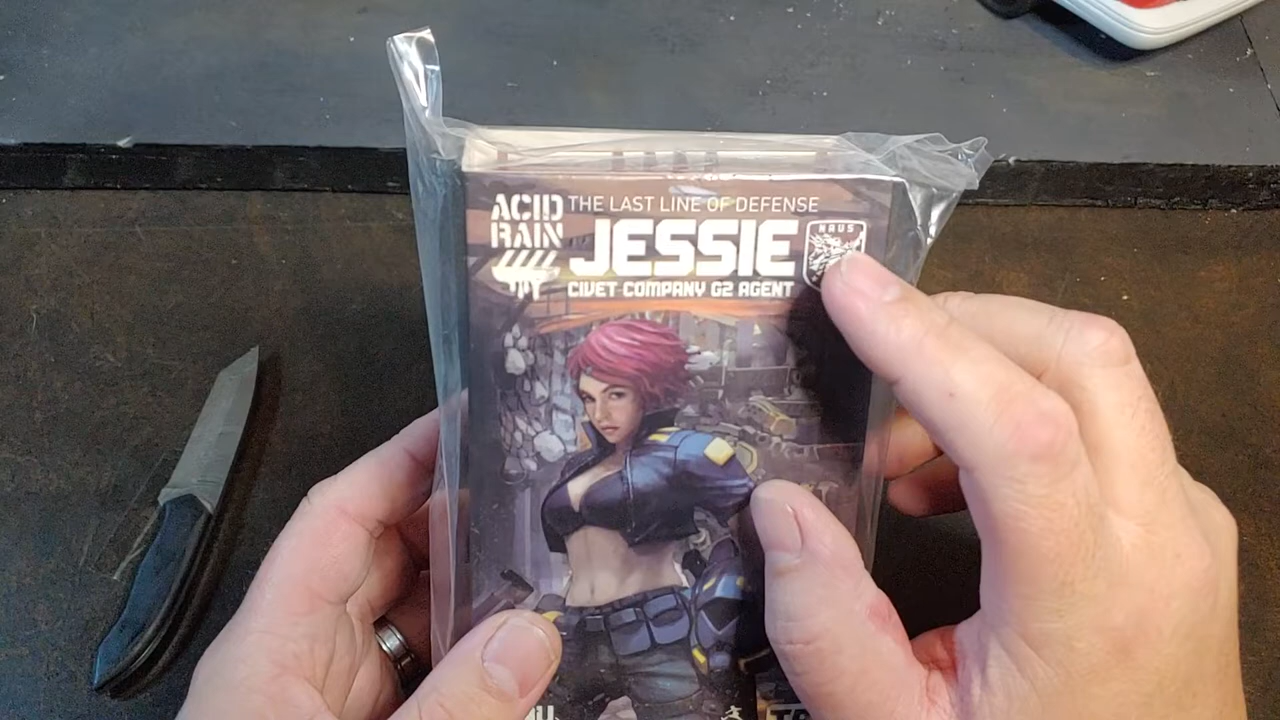 ACID RAIN
THE LAST LINE OF DEFENSE
JESSIE
NAUS
CIVET COMPANY G2 AGENT